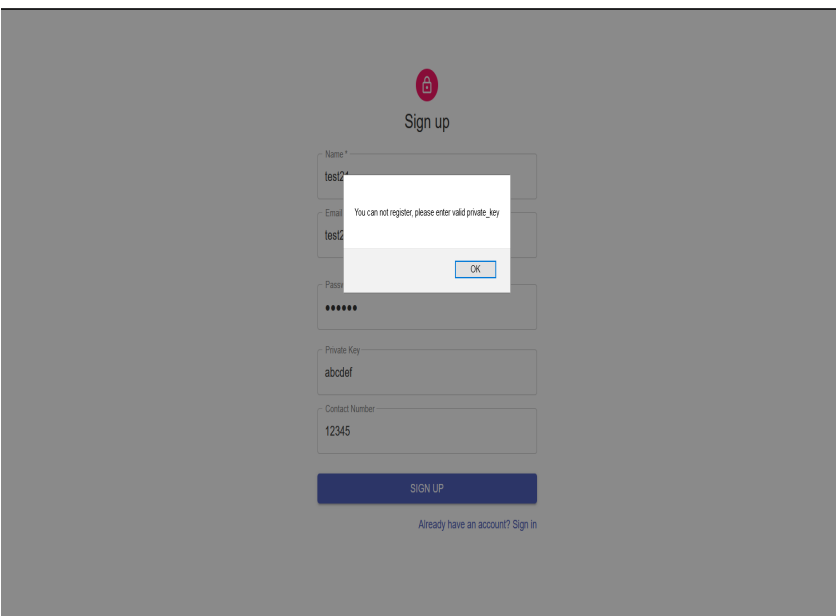 Sign up
Name *
You can not register, please enter valid private_key
Email
OK
••••••
Private Key
abcdef
Contact Number
12345
SIGN UP
Already have an account? Sign in